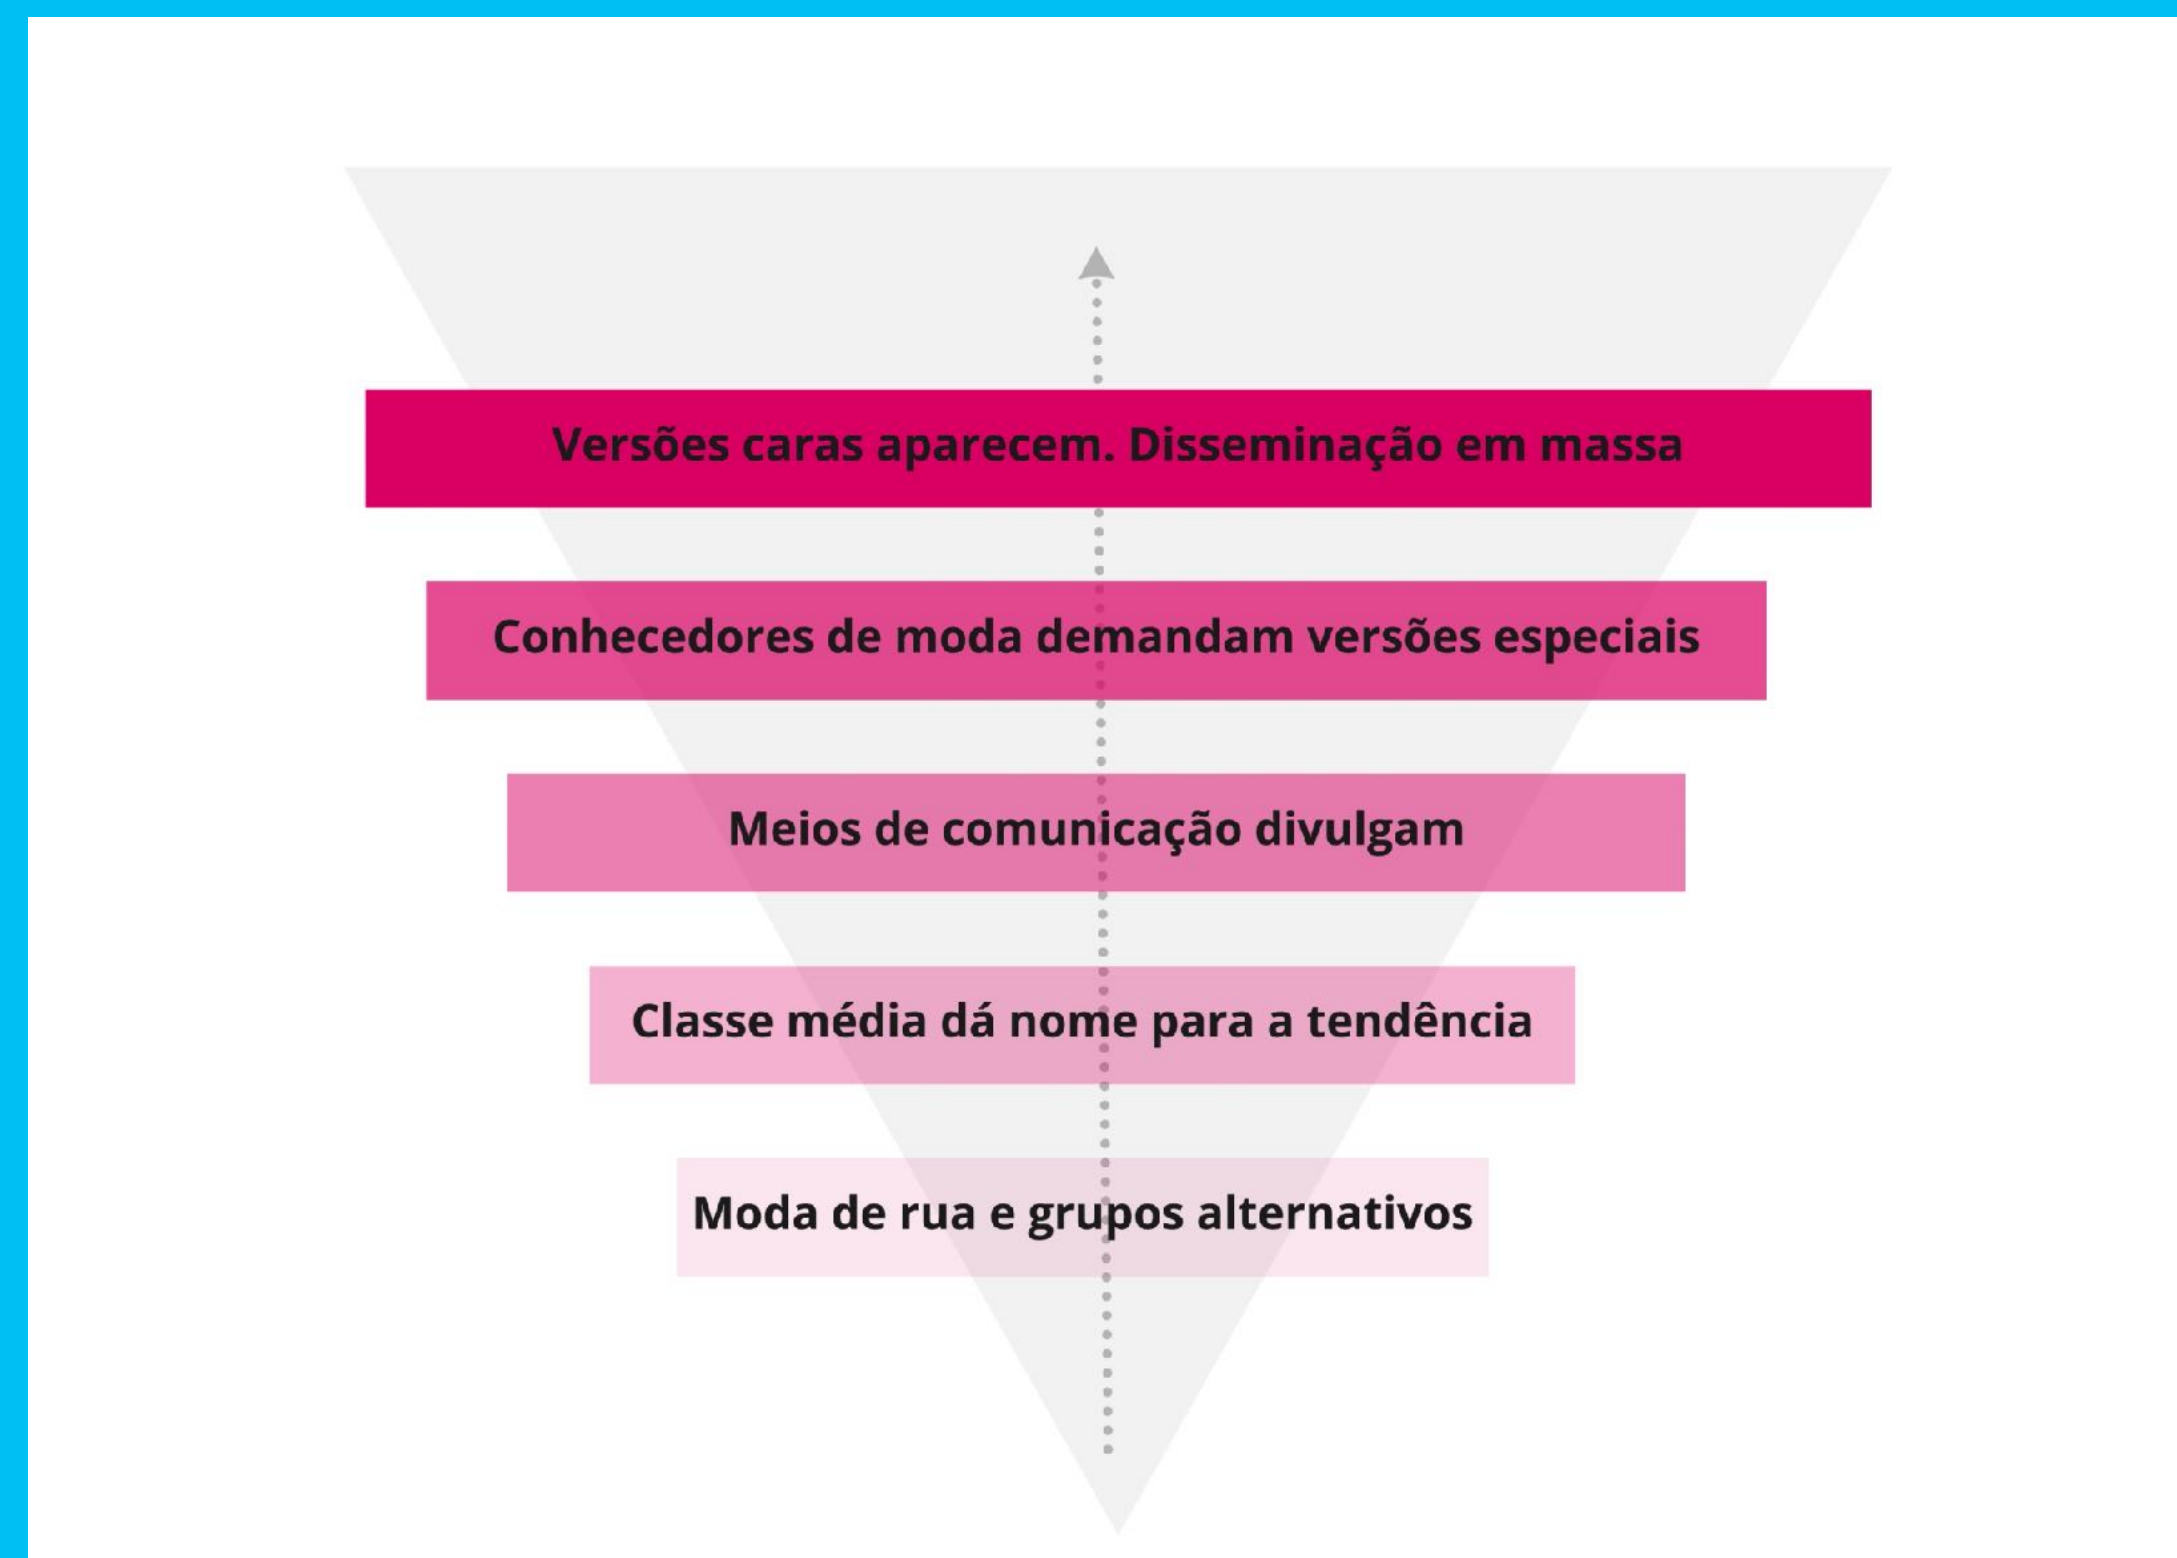 Versões caras aparecem. Disseminação em massa
Conhecedores de moda demandam versões especiais
Meios de comunicação divulgam
Classe média dá nome para a tendência
Moda de rua e grupos alternativos